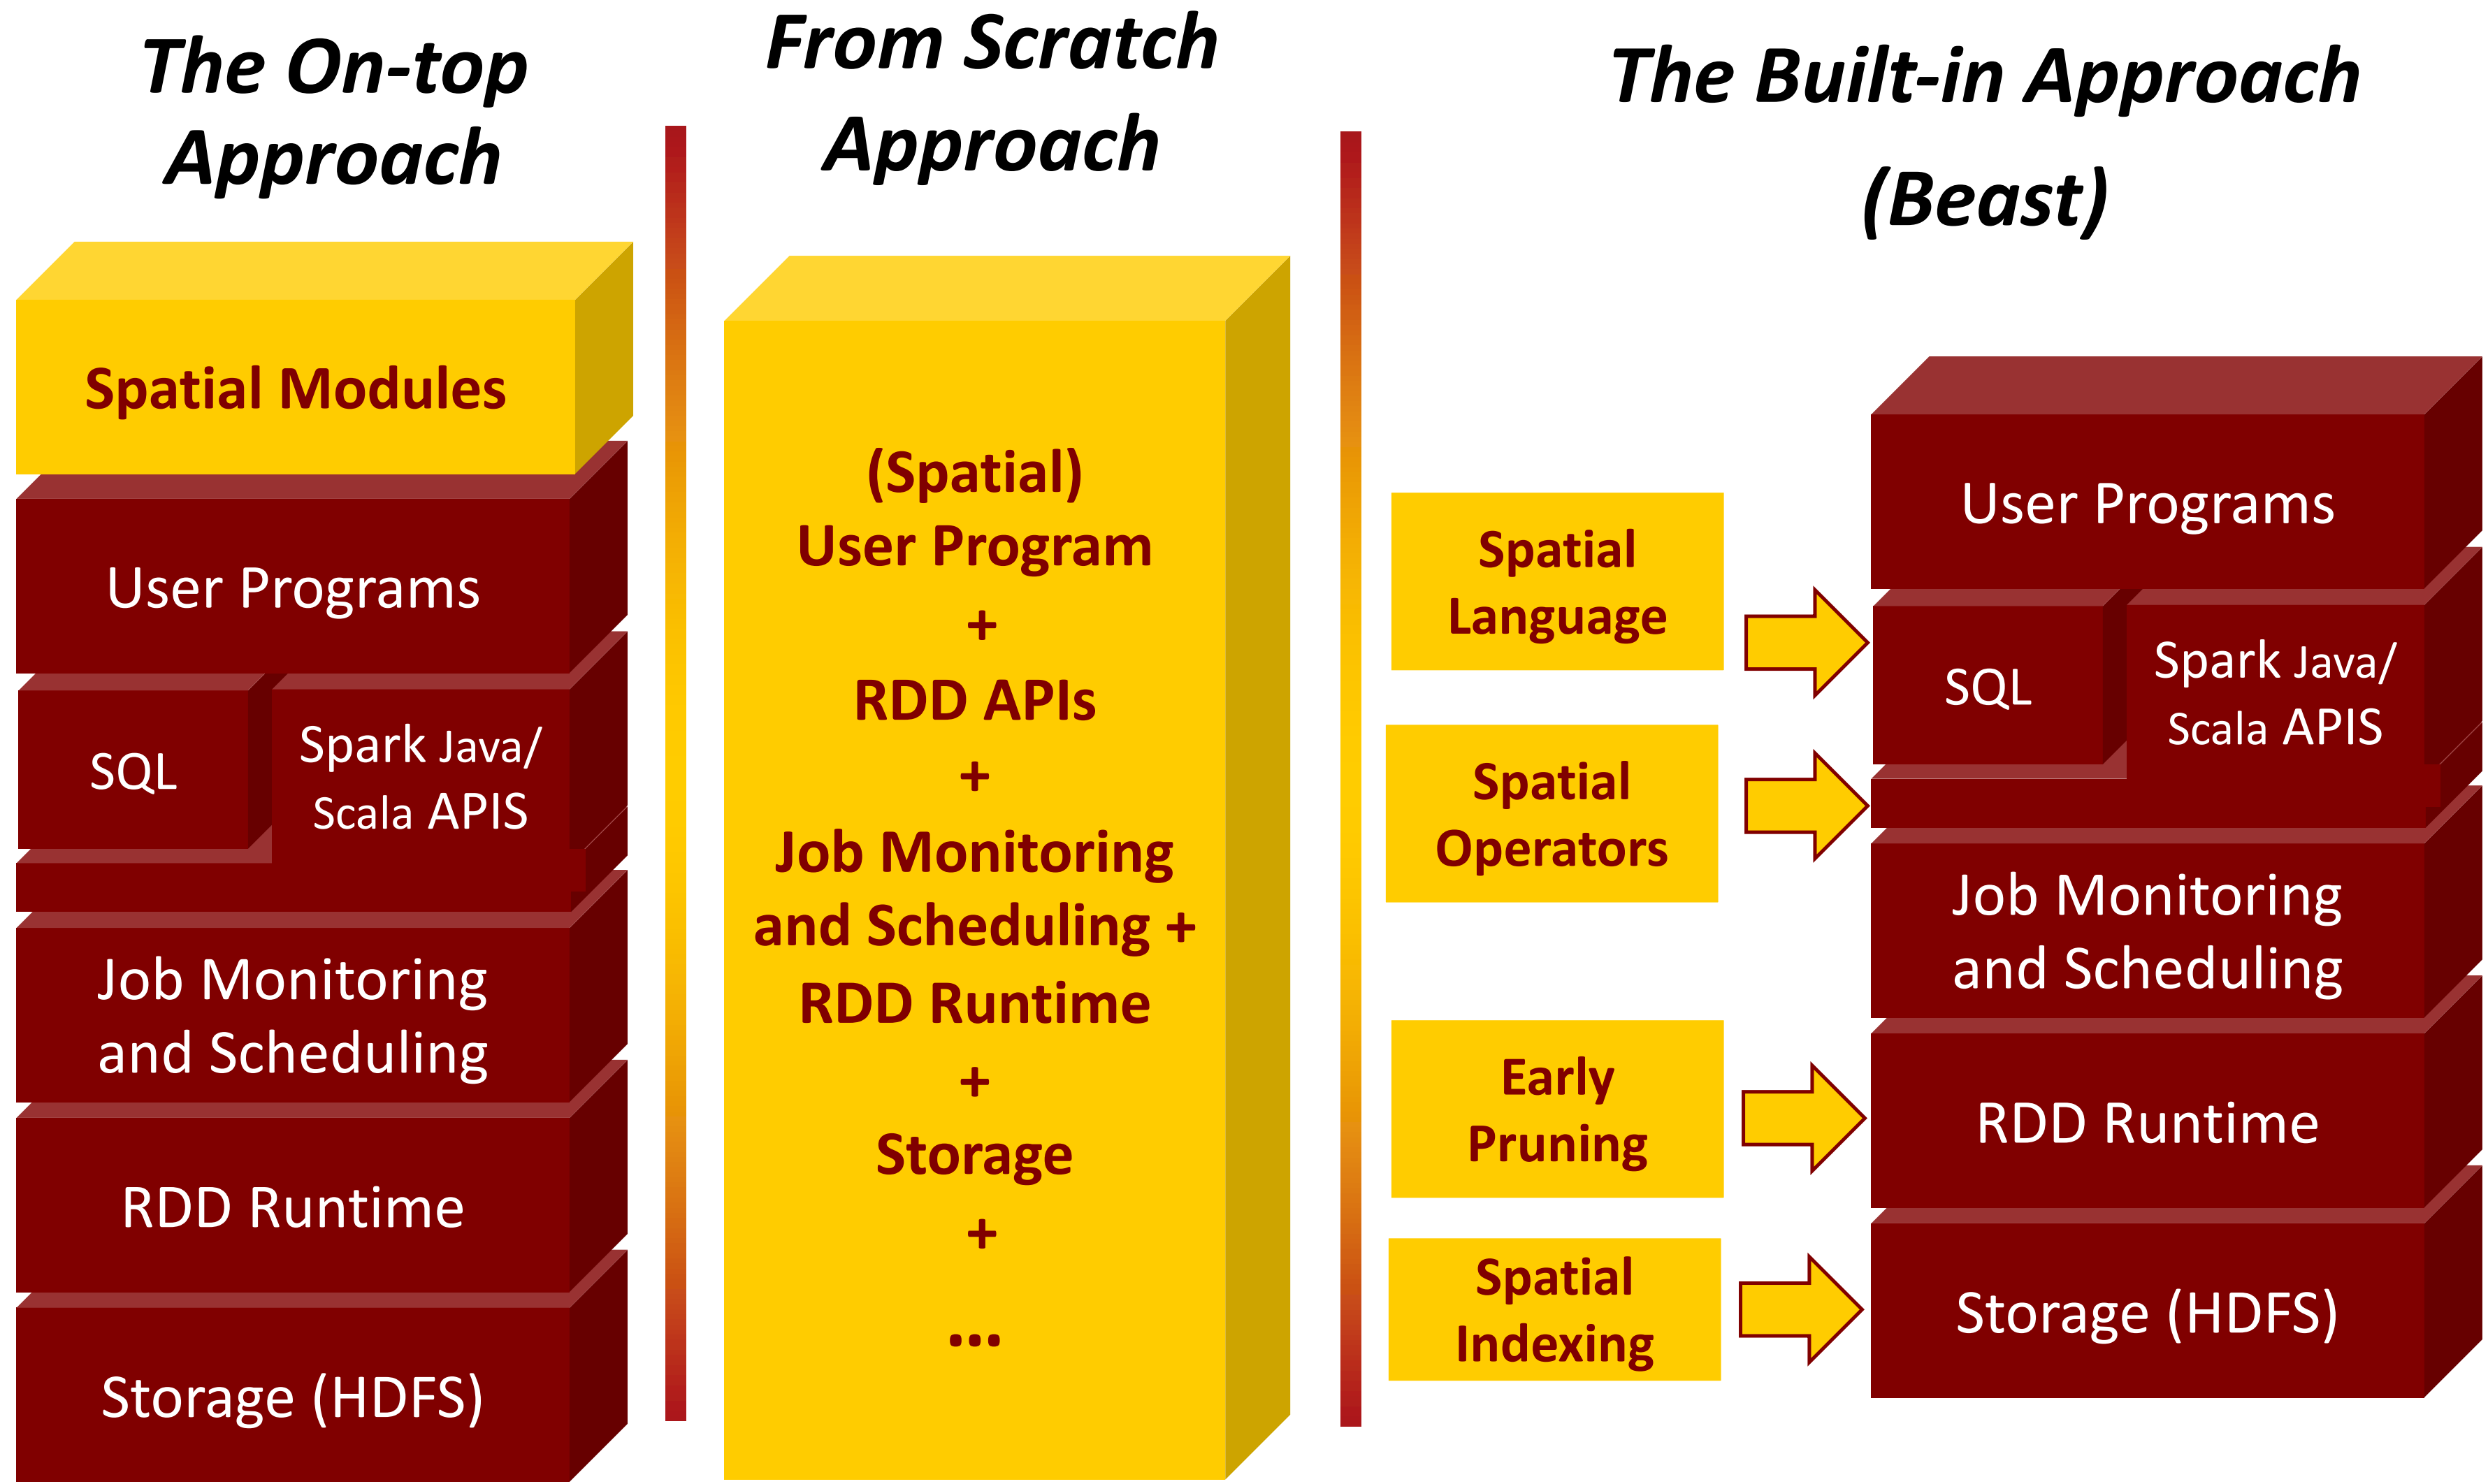 The On-top
Approach
Spatial Modules
User Programs
SQL
Spark Java/
Scala APIS
Job Monitoring
and Scheduling
RDD Runtime
Storage (HDFS)
From Scratch
Approach
(Spatial)
User Program
+
RDD APIs
+
Job Monitoring
and Scheduling +
RDD Runtime
+
Storage
+
...
The Built-in Approach
(Beast)
Spatial
Language
Spatial
Operators
Early
Pruning
Spatial
Indexing
User Programs
SQL
Spark Java/
Scala APIS
Job Monitoring
and Scheduling
RDD Runtime
Storage (HDFS)